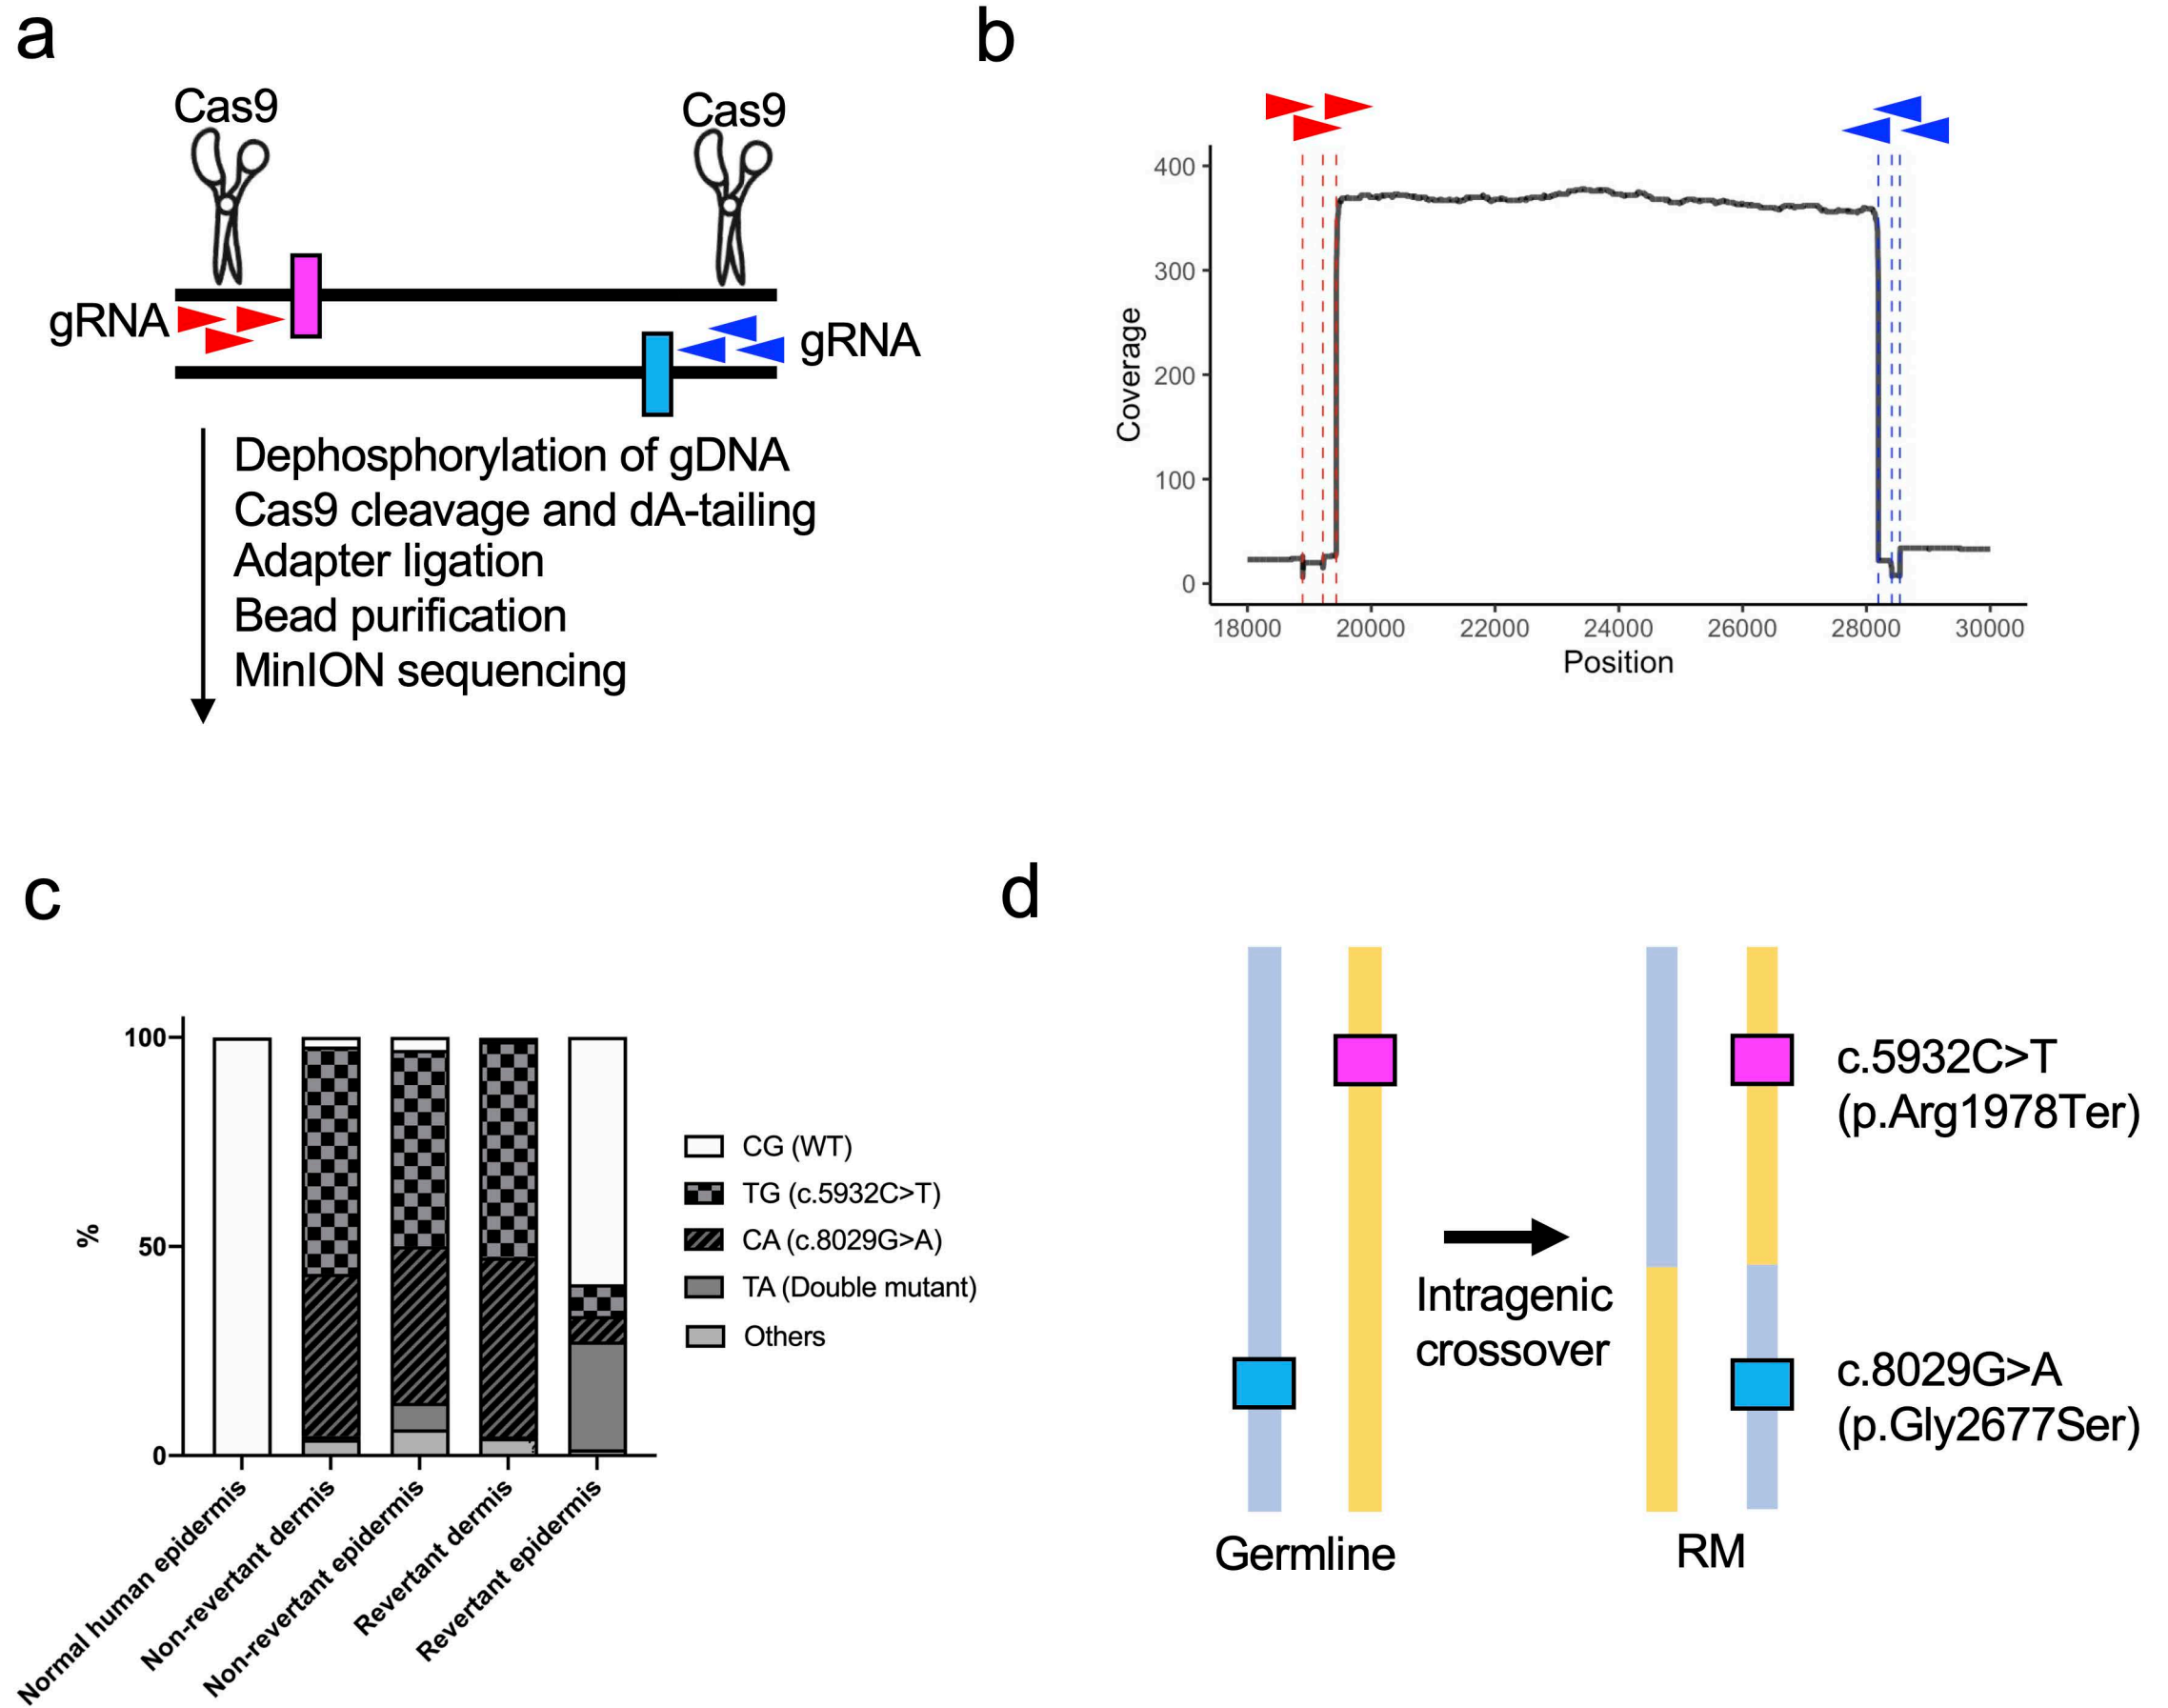 a
Cas9
Cas9
gRNA
gRNA
Dephosphorylation of gDNA
Cas9 cleavage and dA-tailing
Adapter ligation
Bead purification
MinION sequencing
b
400
300
200
100
0
Coverage
18000 20000 22000 24000 26000 28000 30000
Position
c
100
50
0
%
Normal human epidermis
Non-revertant dermis
Non-revertant epidermis
Revertant dermis
Revertant epidermis
CG (WT)
TG (c.5932C>T)
CA (c.8029G>A)
TA (Double mutant)
Others
d
Intragenic
crossover
c.5932C>T
(p.Arg1978Ter)
c.8029G>A
(p.Gly2677Ser)
Germline
RM